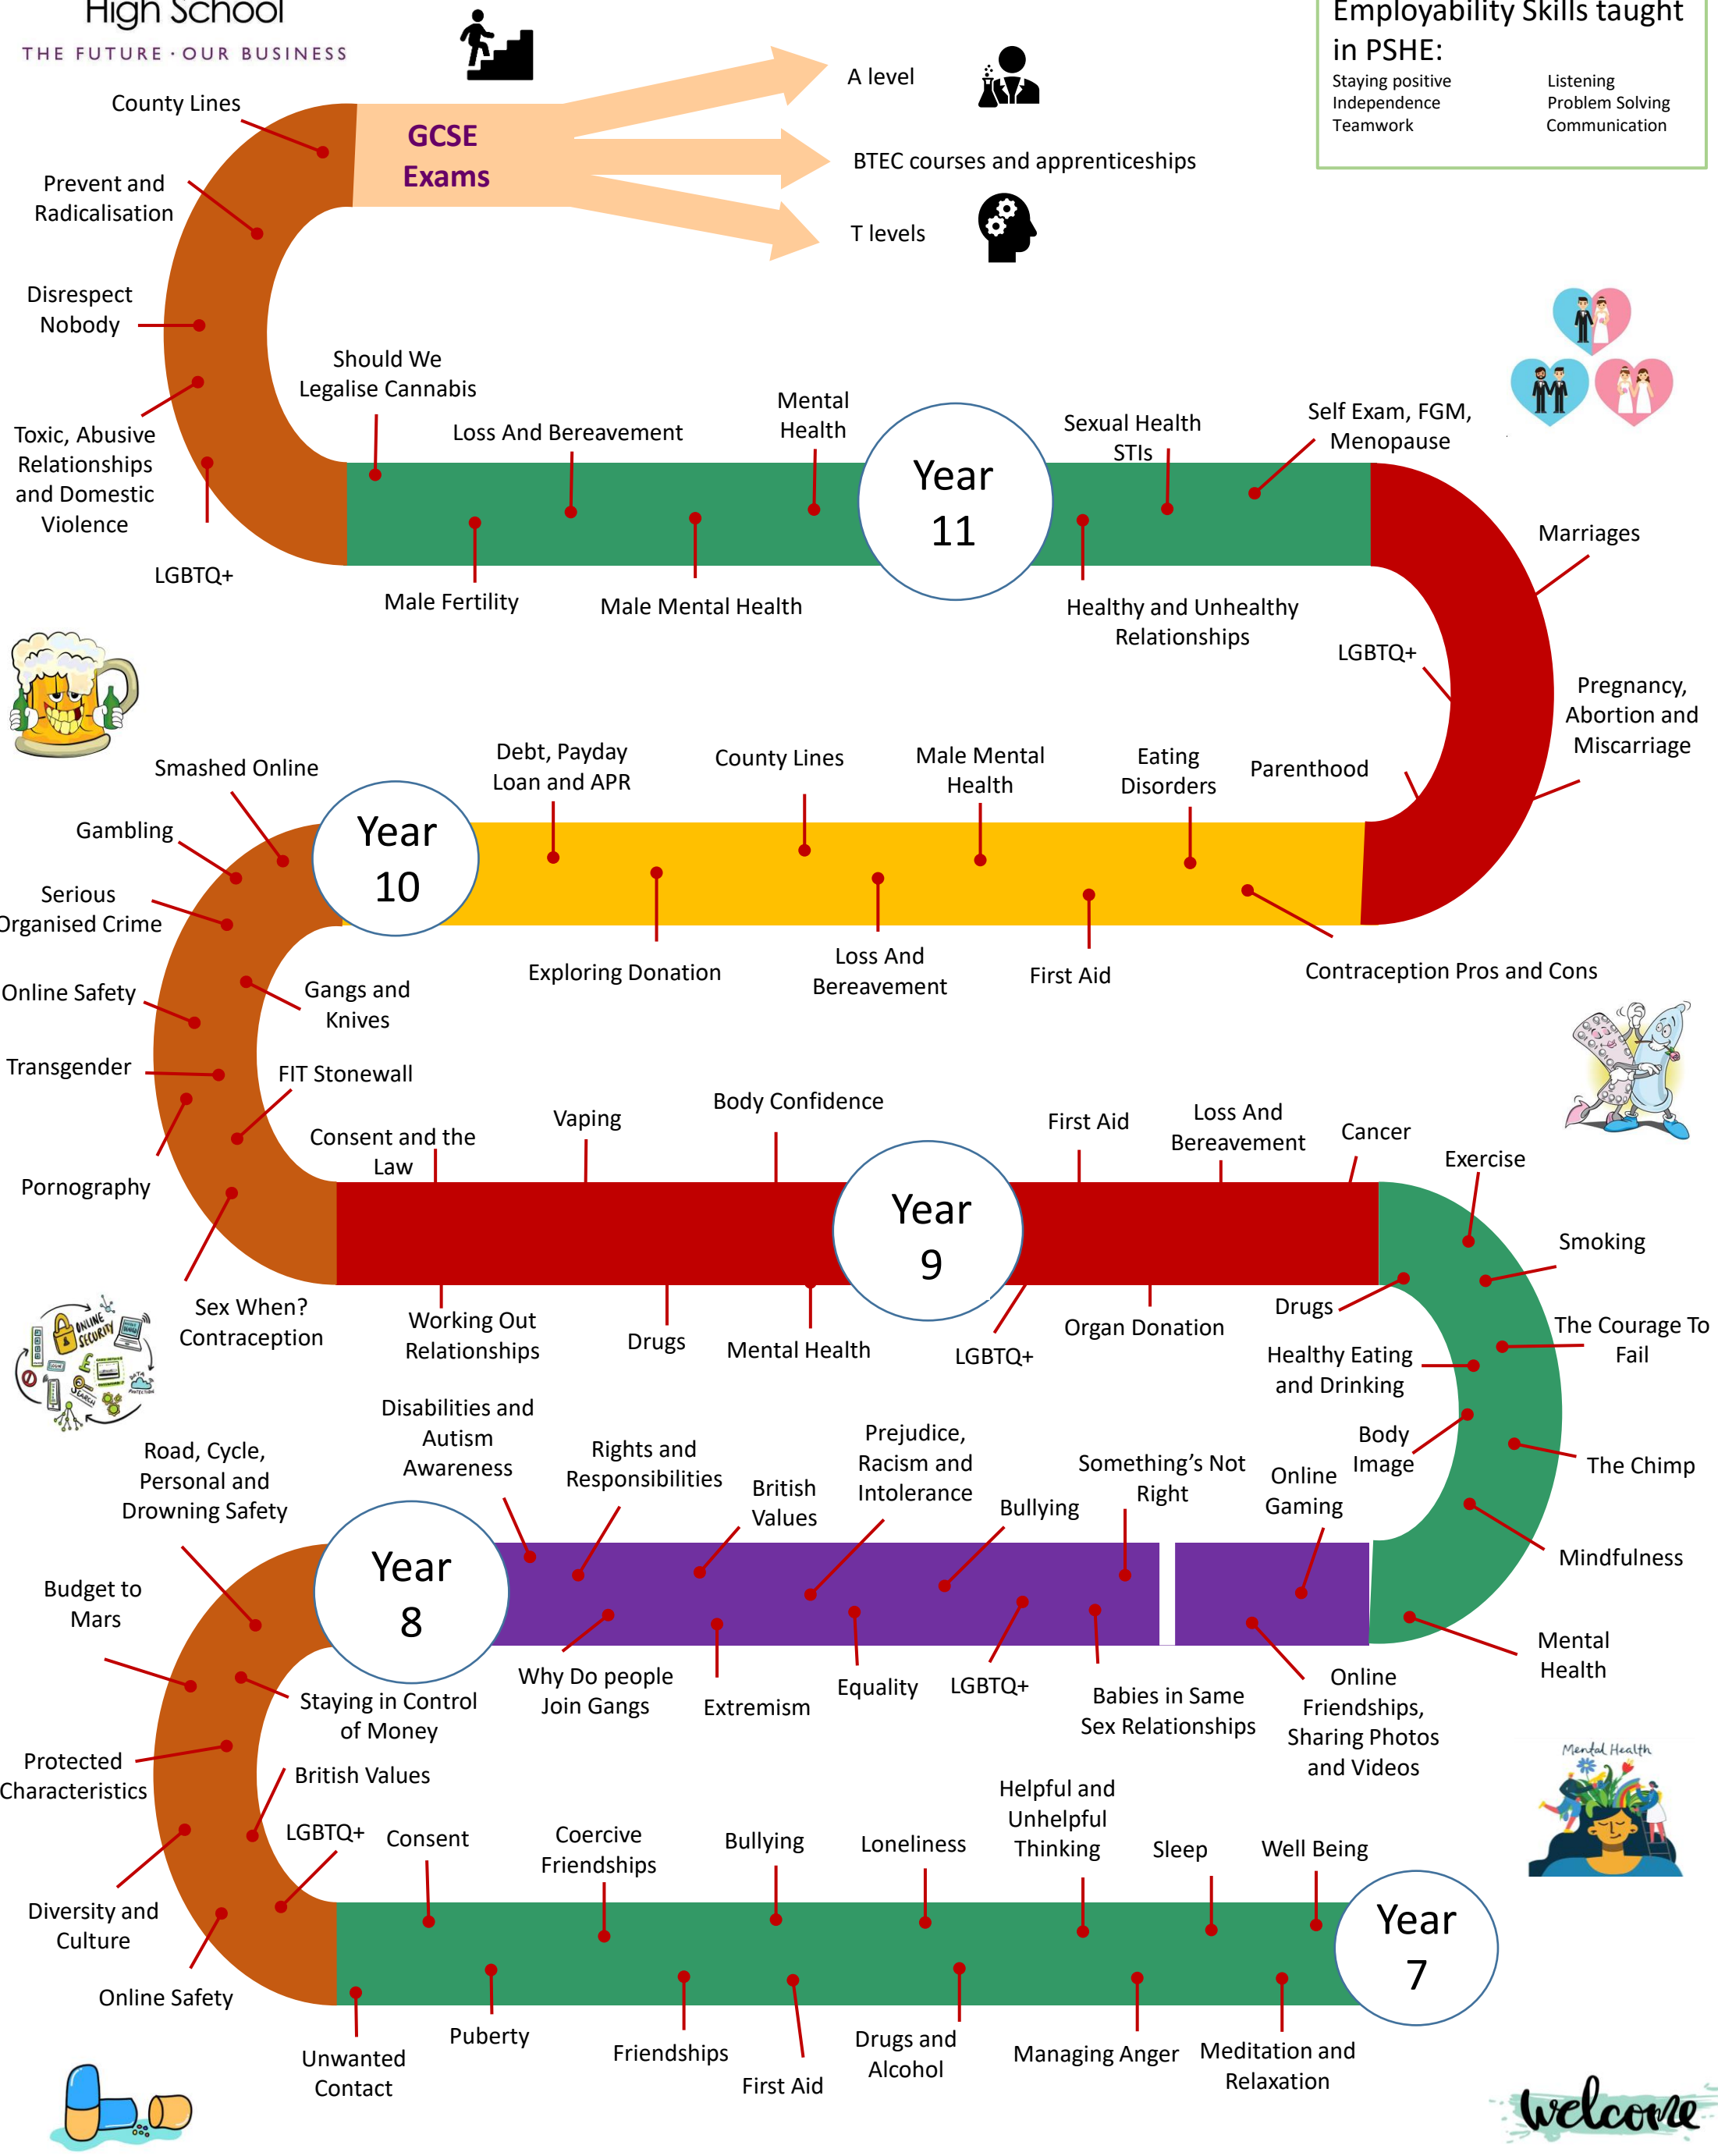 High School
THE FUTURE · OUR BUSINESS
Employability Skills taught
in PSHE:
Staying positive
Listening
Independence
Problem Solving
Teamwork
Communication
GCSE
Exams
A level
BTEC courses and apprenticeships
T levels
County Lines
Prevent and
Radicalisation
Disrespect
Nobody
Toxic, Abusive
Relationships
and Domestic
Violence
LGBTQ+
Should We
Legalise Cannabis
Loss And Bereavement
Mental
Health
Male Fertility
Male Mental Health
Year
11
Sexual Health
STIs
Self Exam, FGM,
Menopause
Healthy and Unhealthy
Relationships
Marriages
LGBTQ+
Pregnancy,
Abortion and
Miscarriage
Parenthood
Smashed Online
Gambling
Serious
Organised Crime
Online Safety
Gangs and
Knives
Transgender
FIT Stonewall
Pornography
Sex When?
Contraception
Year
10
Debt, Payday
Loan and APR
County Lines
Male Mental
Health
Eating
Disorders
Exploring Donation
Loss And
Bereavement
First Aid
Contraception Pros and Cons
Consent and the
Law
Vaping
Body Confidence
Working Out
Relationships
Drugs
Mental Health
Year
9
First Aid
Loss And
Bereavement
Cancer
LGBTQ+
Organ Donation
Exercise
Smoking
Drugs
The Courage To
Fail
Healthy Eating
and Drinking
Body
Image
The Chimp
Mindfulness
Mental
Health
ONLINE
SECURITY
SEARCH
DATA
PROTECTION
Disabilities and
Autism
Awareness
Rights and
Responsibilities
British
Values
Prejudice,
Racism and
Intolerance
Bullying
Something's Not
Right
Online
Gaming
Year
8
Why Do people
Join Gangs
Extremism
Equality
LGBTQ+
Babies in Same
Sex Relationships
Online
Friendships,
Sharing Photos
and Videos
Road, Cycle,
Personal and
Drowning Safety
Budget to
Mars
Staying in Control
of Money
Protected
Characteristics
British Values
LGBTQ+
Diversity and
Culture
Online Safety
Mental Health
Consent
Coercive
Friendships
Bullying
Loneliness
Helpful and
Unhelpful
Thinking
Sleep
Well Being
Year
7
Unwanted
Contact
Puberty
Friendships
First Aid
Drugs and
Alcohol
Managing Anger
Meditation and
Relaxation
welcome